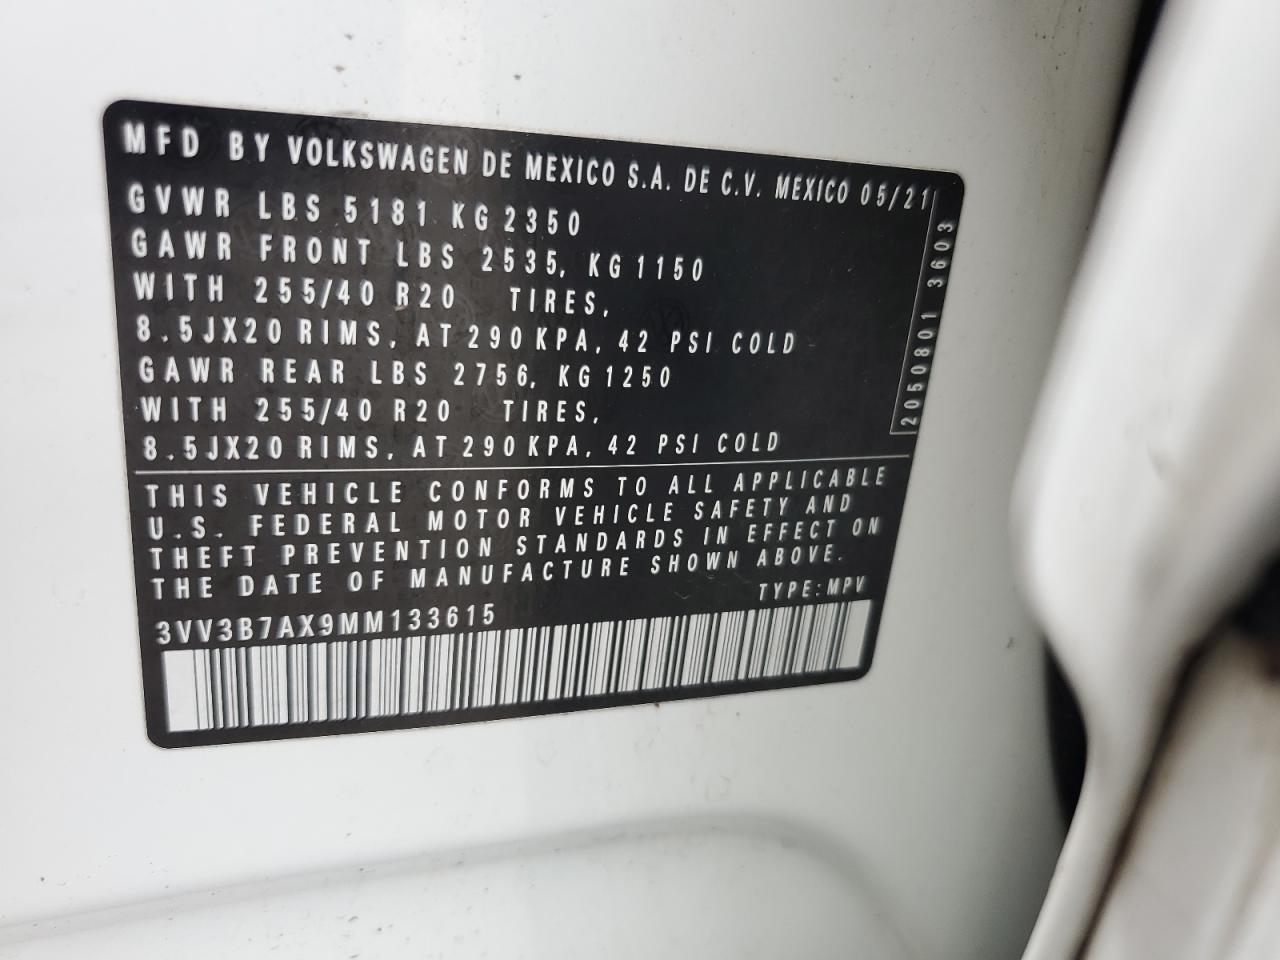 MFD BY VOLKSWAGEN DE MEXICO S.A. DE C.V. MEXICO 05/21
GVWR LBS 5181 KG 2350
GAWR FRONT LBS 2535, KG 1150
WITH 255/40 R20 TIRES,
8.5JX20 RIMS, AT 290 KPA, 42 PSI COLD
GAWR REAR LBS 2756, KG 1250
WITH 255/40 R20 TIRES,
8.5JX20 RIMS, AT 290 KPA, 42 PSI COLD
2050801 3603
THIS VEHICLE CONFORMS TO ALL APPLICABLE
U.S. FEDERAL MOTOR VEHICLE SAFETY AND
THEFT PREVENTION STANDARDS IN EFFECT ON
THE DATE OF MANUFACTURE SHOWN ABOVE.
TYPE: MPV
3VV3B7AX9MM133615